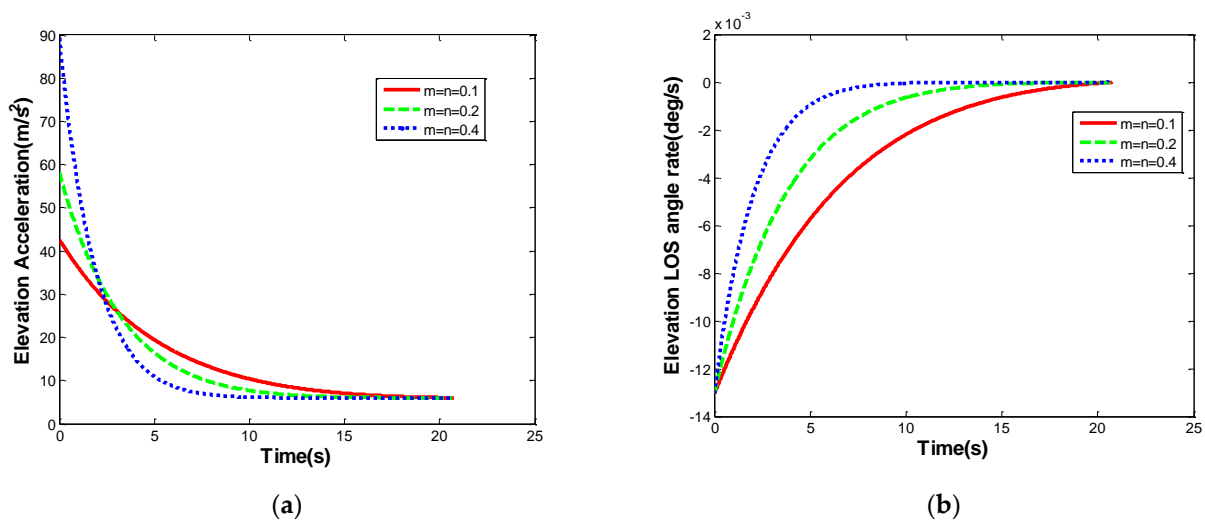 90
80
70
60
50
40
30
20
10
0
0 5 10 15 20 25
Elevation Acceleration(m/s²)
Time(s)
m=n=0.1
m=n=0.2
m=n=0.4
(a)
×10⁻³
2
0
-2
-4
-6
-8
-10
-12
-14
0 5 10 15 20 25
Elevation LOS angle rate(deg/s)
Time(s)
m=n=0.1
m=n=0.2
m=n=0.4
(b)